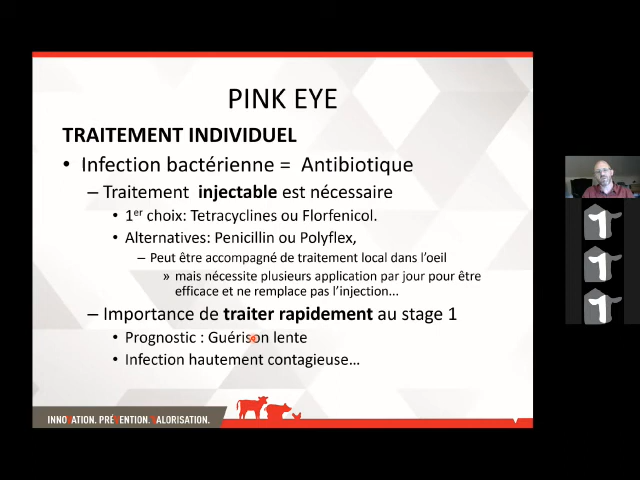 PINK EYE
TRAITEMENT INDIVIDUEL
• Infection bactérienne = Antibiotique
– Traitement injectable est nécessaire
• 1er choix: Tetracyclines ou Florfenicol.
• Alternatives: Penicillin ou Polyflex,
– Peut être accompagné de traitement local dans l'oeil
» mais nécessite plusieurs application par jour pour être
efficace et ne remplace pas l'injection...
– Importance de traiter rapidement au stage 1
• Prognostic : Guérison lente
• Infection hautement contagieuse...
INNOVATION. PRÉVENTION. VALORISATION.
1
1
1